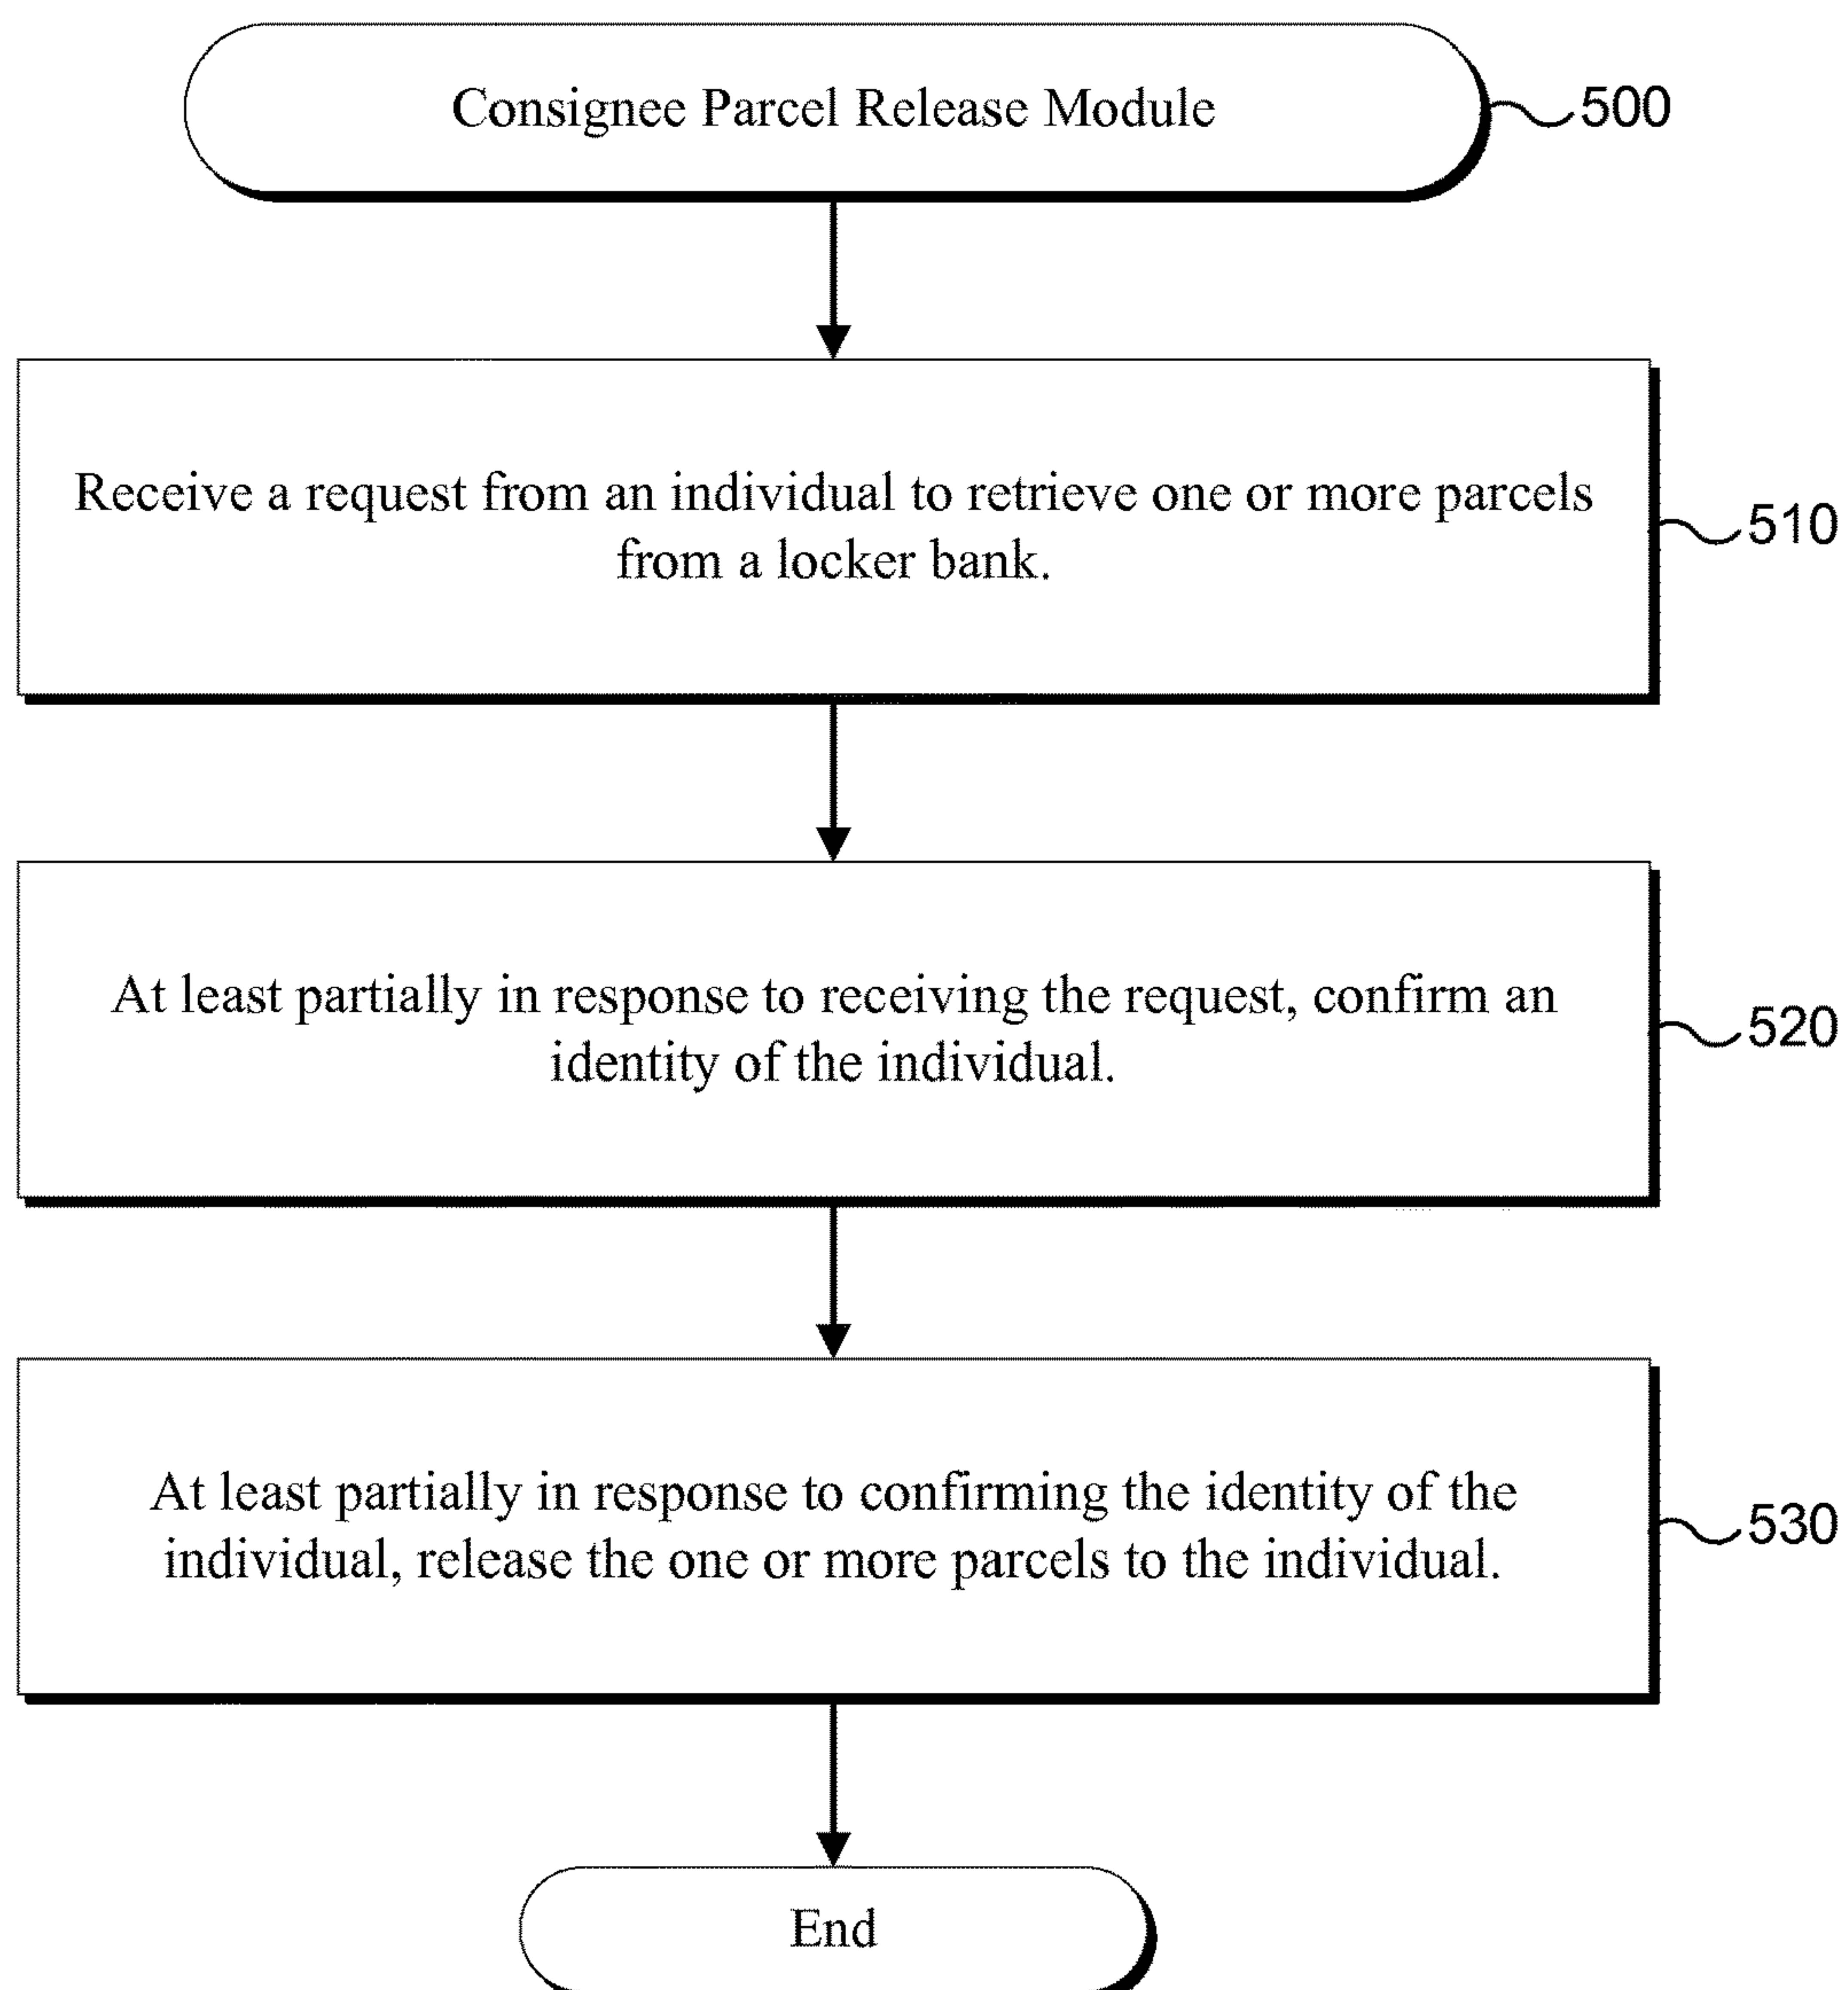 Consignee Parcel Release Module
500
Receive a request from an individual to retrieve one or more parcels
from a locker bank.
510
At least partially in response to receiving the request, confirm an
identity of the individual.
520
At least partially in response to confirming the identity of the
individual, release the one or more parcels to the individual.
530
End